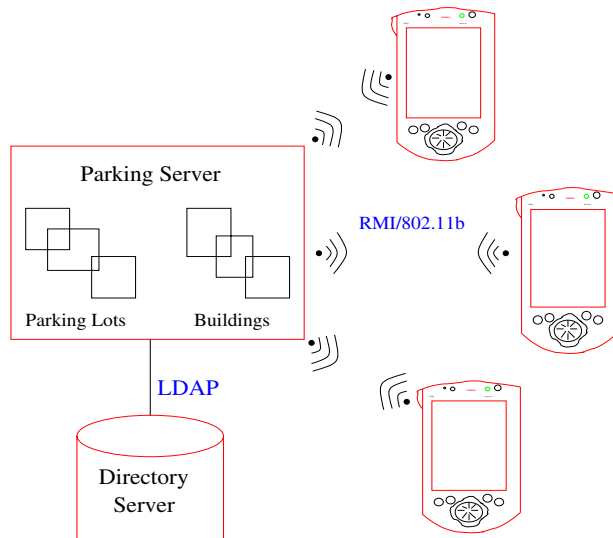 Parking Server
RMI/802.11b
Parking Lots
Buildings
LDAP
Directory
Server